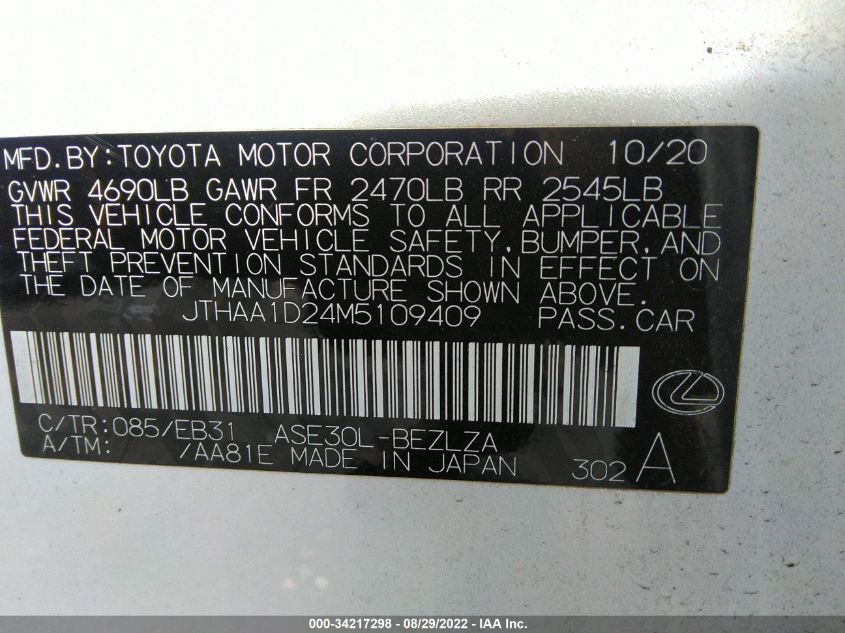 MFD.BY:TOYOTA MOTOR CORPORATION 10/20
GVWR 4690LB GAWR FR 2470LB RR 2545LB
THIS VEHICLE CONFORMS TO ALL APPLICABLE
FEDERAL MOTOR VEHICLE SAFETY,BUMPER,AND
THEFT PREVENTION STANDARDS IN EFFECT ON
THE DATE OF MANUFACTURE SHOWN ABOVE.
JTHAA1D24M5109409 PASS.CAR
C/TR:085/EB31 ASE30L-BEZLZA
A/TM: /AA81E MADE IN JAPAN 302 A
000-34217298 - 08/29/2022 - IAA Inc.